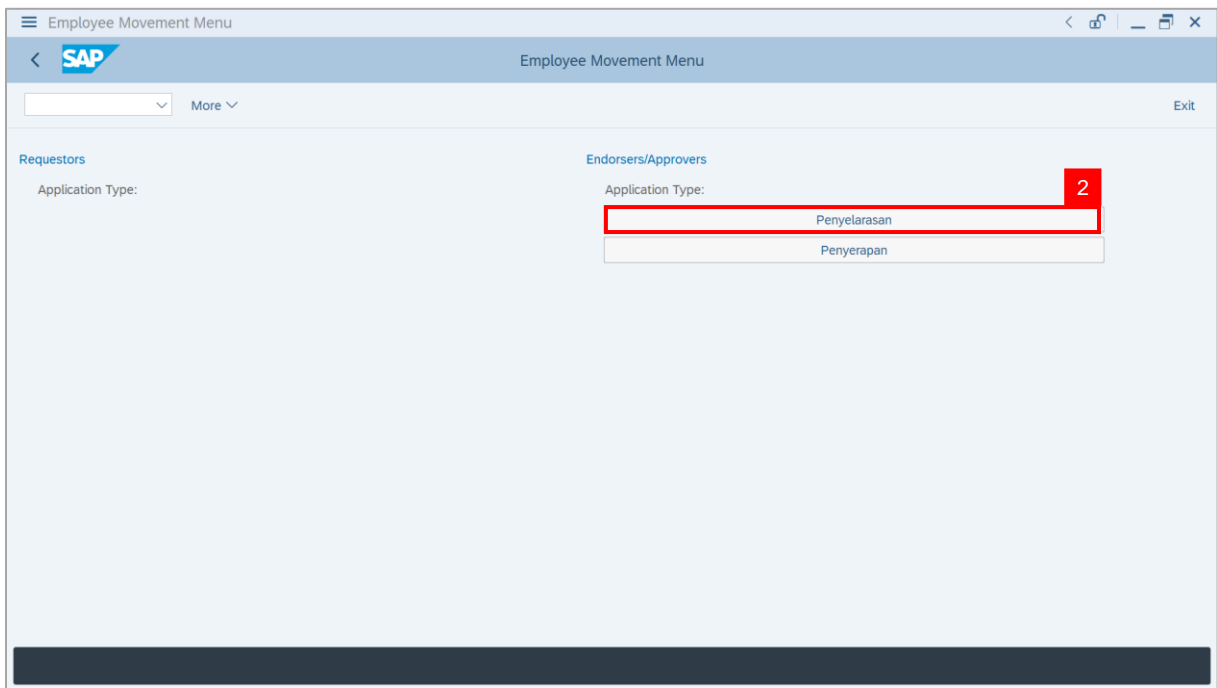 Employee Movement Menu
SAP
Employee Movement Menu
More
Exit
Requestors
Endorsers/Approvers
Application Type:
Application Type:
2
Penyelarasan
Penyerapan